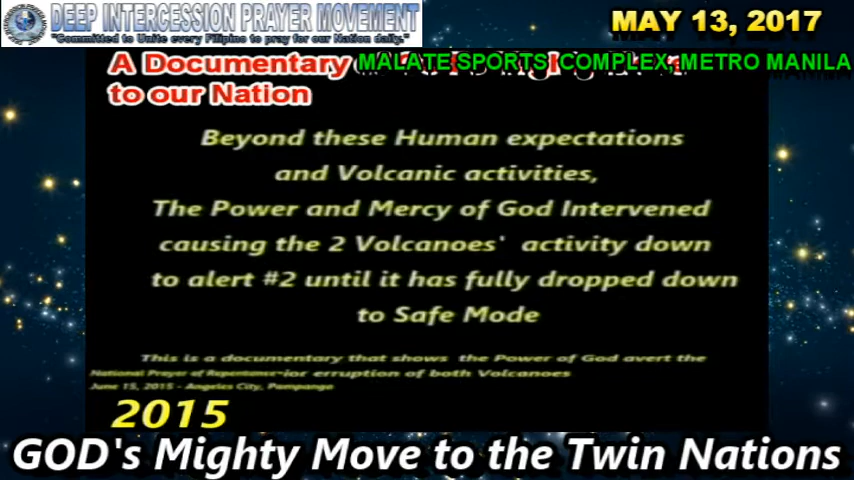 DEEP INTERCESSION PRAYER MOVEMENT
"Committed to Unite every Filipino to pray for our Nation daily."
MAY 13, 2017
A Documentary
MALATE SPORTS COMPLEX, METRO MANILA
to our Nation
Beyond these Human expectations
and Volcanic activities,
The Power and Mercy of God Intervened
causing the 2 Volcanoes' activity down
to alert #2 until it has fully dropped down
to Safe Mode
This is a documentary that shows the Power of God avert the
National Prayer of Repentance
erruption of both Volcanoes
June 15, 2015 - Angeles City, Pampanga
2015
GOD's Mighty Move to the Twin Nations